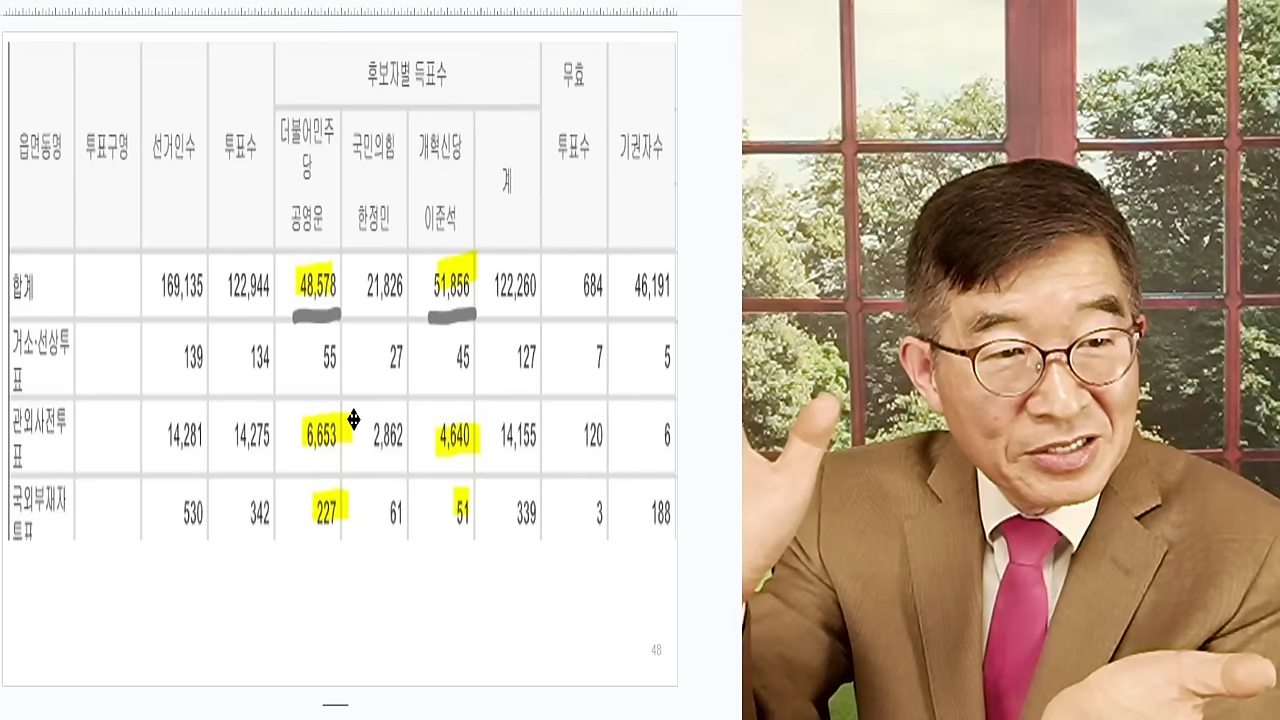 후보자별 득표수
무효
읍면동명 투표구명 선거인수 투표수 더불어민주 국민의힘 개혁신당 계 투표수 기권자수
당
공영운 한정민 이준석
합계 169,135 122,944 48,578 21,826 51,856 122,260 684 46,191
거소·선상투 139 134 55 27 45 127 7 5
표
관외사전투 14,281 14,275 6,653 2,862 4,640 14,155 120 6
표
국외부재자 530 342 227 61 51 339 3 188
투표
48